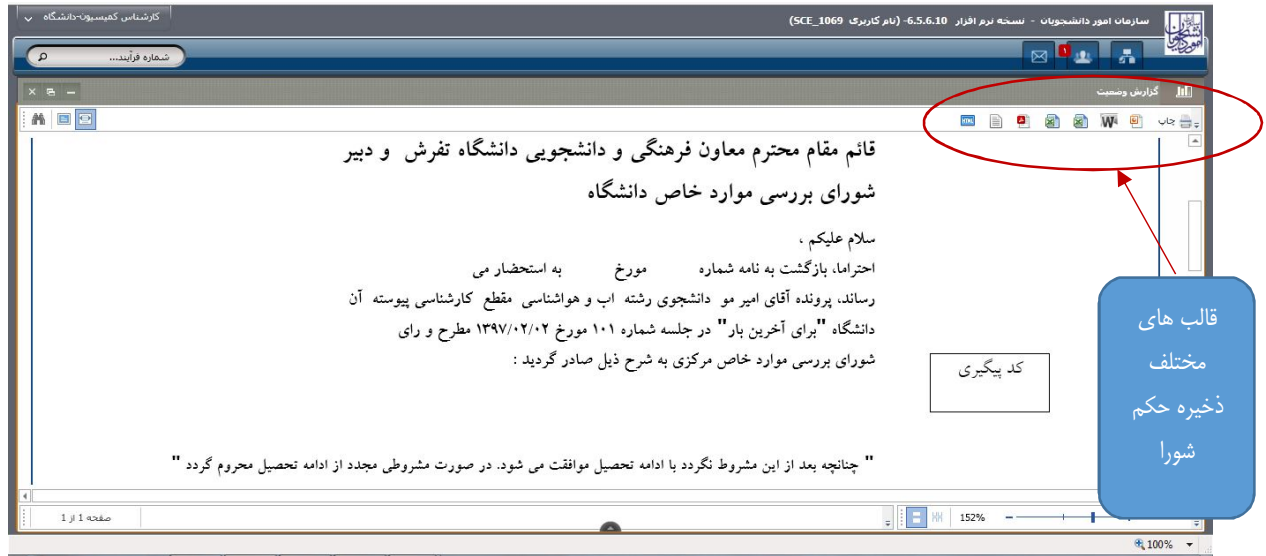 سازمان امور دانشجویان - نسخه نرم افزار 6.5.6.10- (نام کاربری SCE_1069)
کارشناس کمیسیون-دانشگاه
امور دانشجویان
۱
شماره فرآیند...
گزارش وضعیت
چاپ
HTML
قائم مقام محترم معاون فرهنگی و دانشجویی دانشگاه تفرش و دبیر
شورای بررسی موارد خاص دانشگاه
سلام علیکم ،
احتراما، بازگشت به نامه شماره مورخ به استحضار می
رساند، پرونده آقای امیر مو دانشجوی رشته اب و هواشناسی مقطع کارشناسی پیوسته آن
دانشگاه "برای آخرین بار" در جلسه شماره ۱۰۱ مورخ ۱۳۹۷/۰۲/۰۲ مطرح و رای
شورای بررسی موارد خاص مرکزی به شرح ذیل صادر گردید :
کد پیگیری
" چنانچه بعد از این مشروط نگردد با ادامه تحصیل موافقت می شود. در صورت مشروطی مجدد از ادامه تحصیل محروم گردد "
قالب های
مختلف
ذخیره حکم
شورا
صفحه 1 از 1
152%
100%